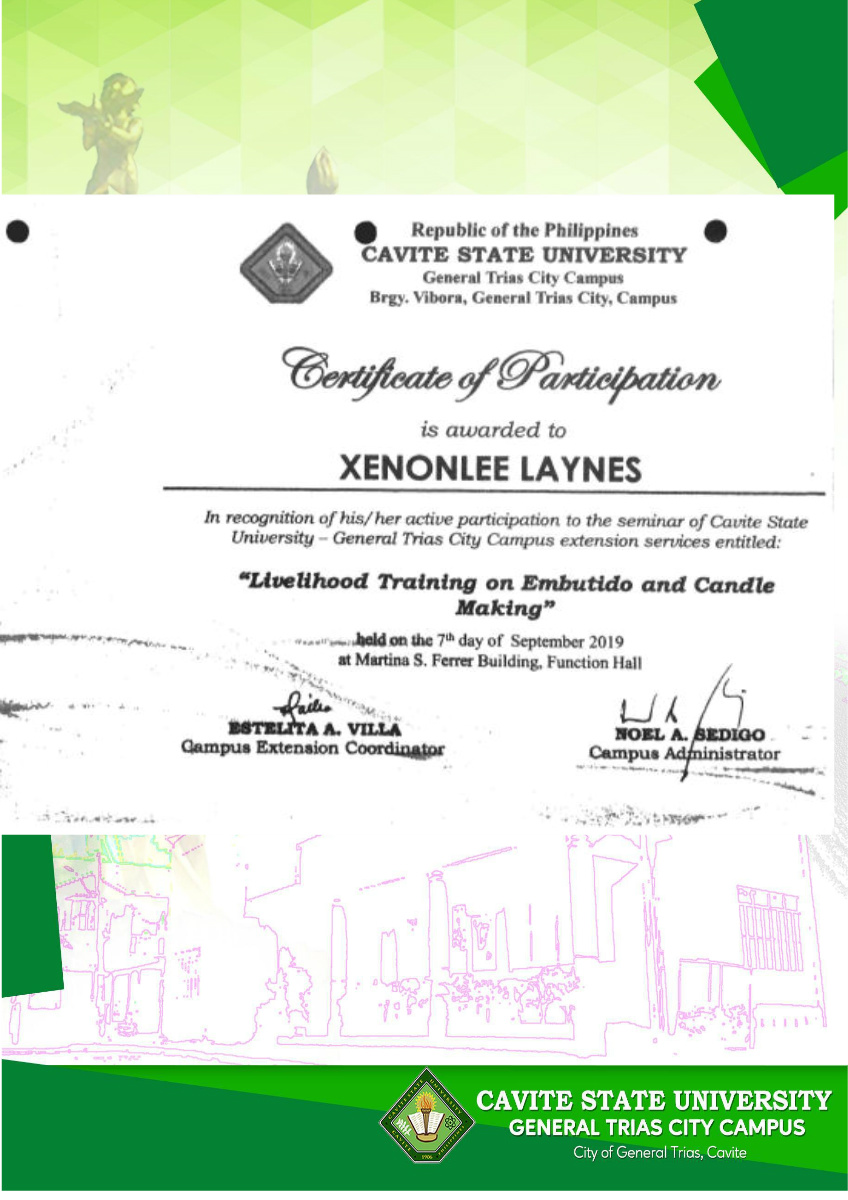 Republic of the Philippines
CAVITE STATE UNIVERSITY
General Trias City Campus
Brgy. Vibora, General Trias City, Campus
Certificate of Participation
is awarded to
XENONLEE LAYNES
In recognition of his/her active participation to the seminar of Cavite State
University – General Trias City Campus extension services entitled:
“Livelihood Training on Embutido and Candle
Making”
held on the 7th day of September 2019
at Martina S. Ferrer Building, Function Hall
ESTELITA A. VILLA
Campus Extension Coordinator
NOEL A. SEDIGO
Campus Administrator
CAVITE STATE UNIVERSITY
GENERAL TRIAS CITY CAMPUS
City of General Trias, Cavite
1906